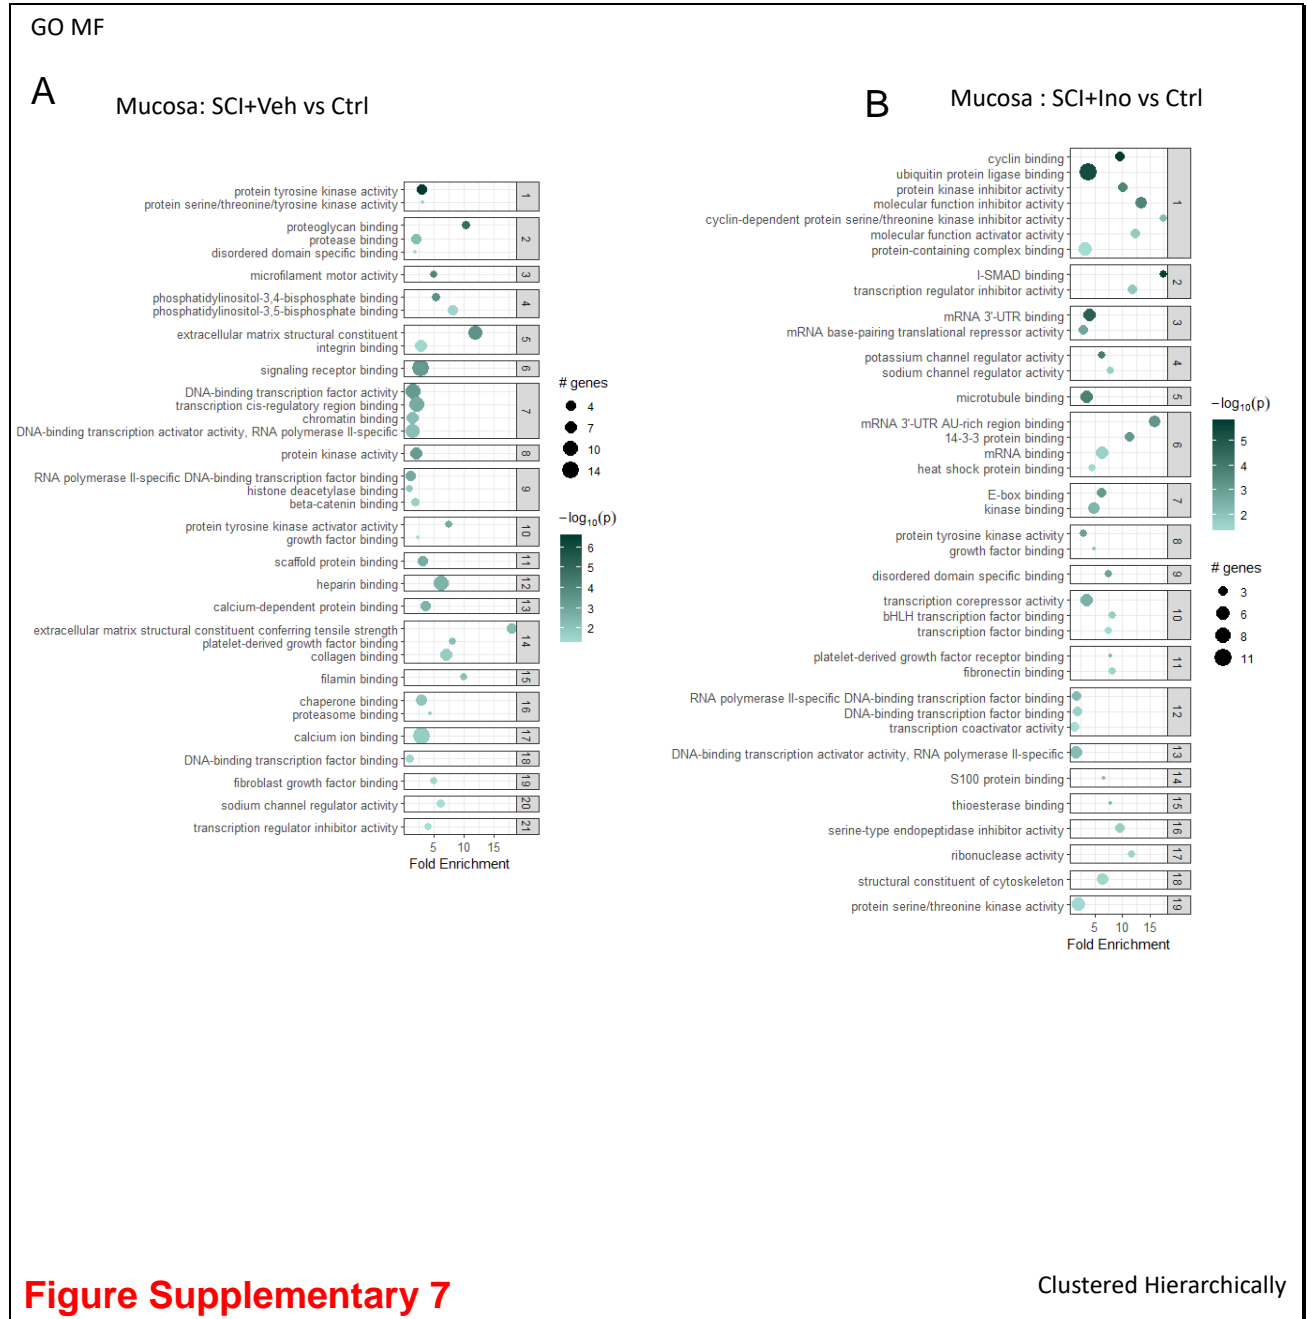 GO MF
A
Mucosa: SCI+Veh vs Ctrl
protein tyrosine kinase activity
protein serine/threonine/tyrosine kinase activity
1
proteoglycan binding
protease binding
disordered domain specific binding
2
microfilament motor activity
3
phosphatidylinositol-3,4-bisphosphate binding
phosphatidylinositol-3,5-bisphosphate binding
4
extracellular matrix structural constituent
integrin binding
5
signaling receptor binding
6
DNA-binding transcription factor activity
transcription cis-regulatory region binding
chromatin binding
DNA-binding transcription activator activity, RNA polymerase II-specific
7
protein kinase activity
8
RNA polymerase II-specific DNA-binding transcription factor binding
histone deacetylase binding
beta-catenin binding
9
protein tyrosine kinase activator activity
growth factor binding
10
scaffold protein binding
11
heparin binding
12
calcium-dependent protein binding
13
extracellular matrix structural constituent conferring tensile strength
platelet-derived growth factor binding
collagen binding
14
filamin binding
15
chaperone binding
proteasome binding
16
calcium ion binding
17
DNA-binding transcription factor binding
18
fibroblast growth factor binding
19
sodium channel regulator activity
20
transcription regulator inhibitor activity
21
5 10 15
Fold Enrichment
# genes
4
7
10
14
−log10(p)
6
5
4
3
2
B
Mucosa : SCI+Ino vs Ctrl
cyclin binding
ubiquitin protein ligase binding
protein kinase inhibitor activity
molecular function inhibitor activity
cyclin-dependent protein serine/threonine kinase inhibitor activity
molecular function activator activity
protein-containing complex binding
1
I-SMAD binding
transcription regulator inhibitor activity
2
mRNA 3'-UTR binding
mRNA base-pairing translational repressor activity
3
potassium channel regulator activity
sodium channel regulator activity
4
microtubule binding
5
mRNA 3'-UTR AU-rich region binding
14-3-3 protein binding
mRNA binding
heat shock protein binding
6
E-box binding
kinase binding
7
protein tyrosine kinase activity
growth factor binding
8
disordered domain specific binding
9
transcription corepressor activity
bHLH transcription factor binding
transcription factor binding
10
platelet-derived growth factor receptor binding
fibronectin binding
11
RNA polymerase II-specific DNA-binding transcription factor binding
DNA-binding transcription factor binding
transcription coactivator activity
12
DNA-binding transcription activator activity, RNA polymerase II-specific
13
S100 protein binding
14
thioesterase binding
15
serine-type endopeptidase inhibitor activity
16
ribonuclease activity
17
structural constituent of cytoskeleton
18
protein serine/threonine kinase activity
19
5 10 15
Fold Enrichment
−log10(p)
5
4
3
2
# genes
3
6
8
11
Figure Supplementary 7
Clustered Hierarchically